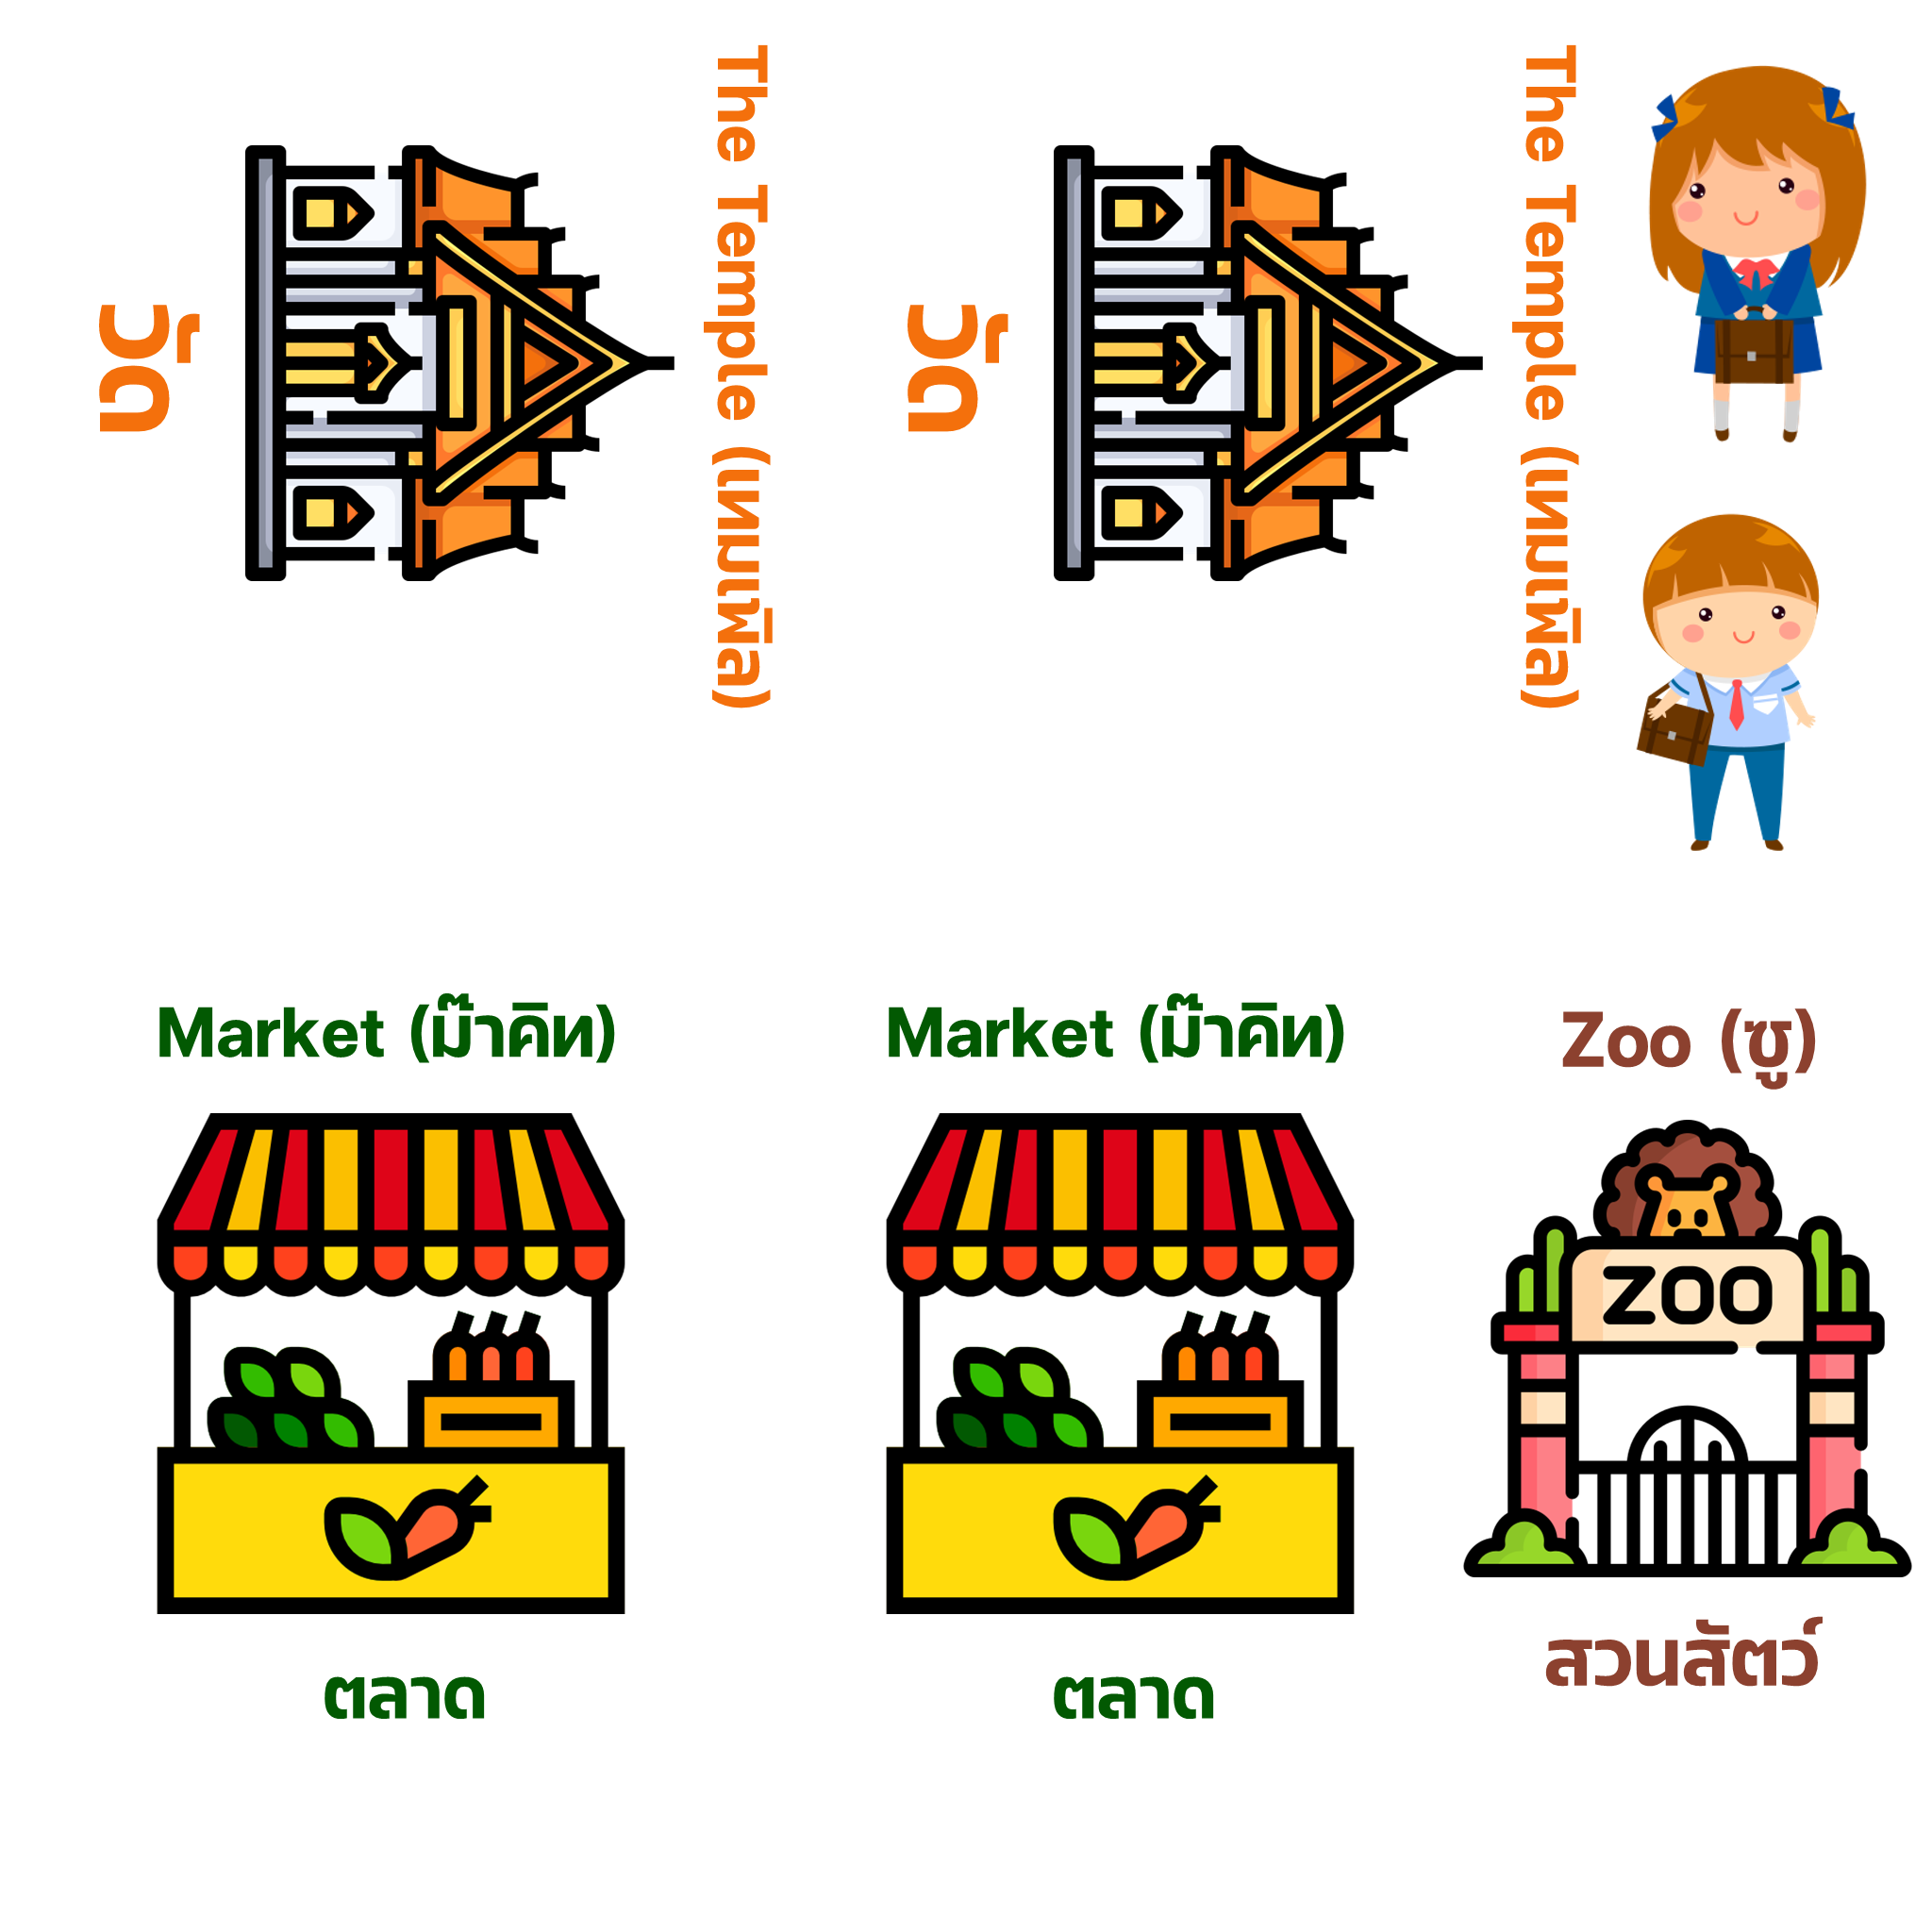 The Temple (เทมเพิล)
วัด
The Temple (เทมเพิล)
วัด
Market (ม๊าคิท)
ตลาด
Market (ม๊าคิท)
ตลาด
Zoo (ซู)
ZOO
สวนสัตว์